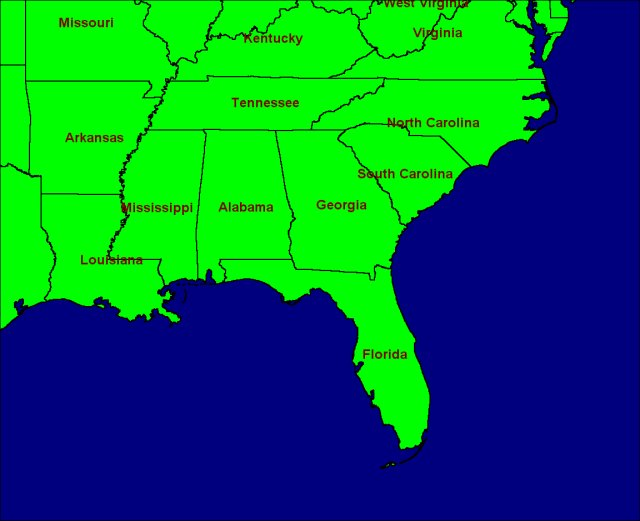 West Virginia
Missouri
Kentucky
Virginia
Tennessee
North Carolina
Arkansas
South Carolina
Mississippi
Alabama
Georgia
Louisiana
Florida